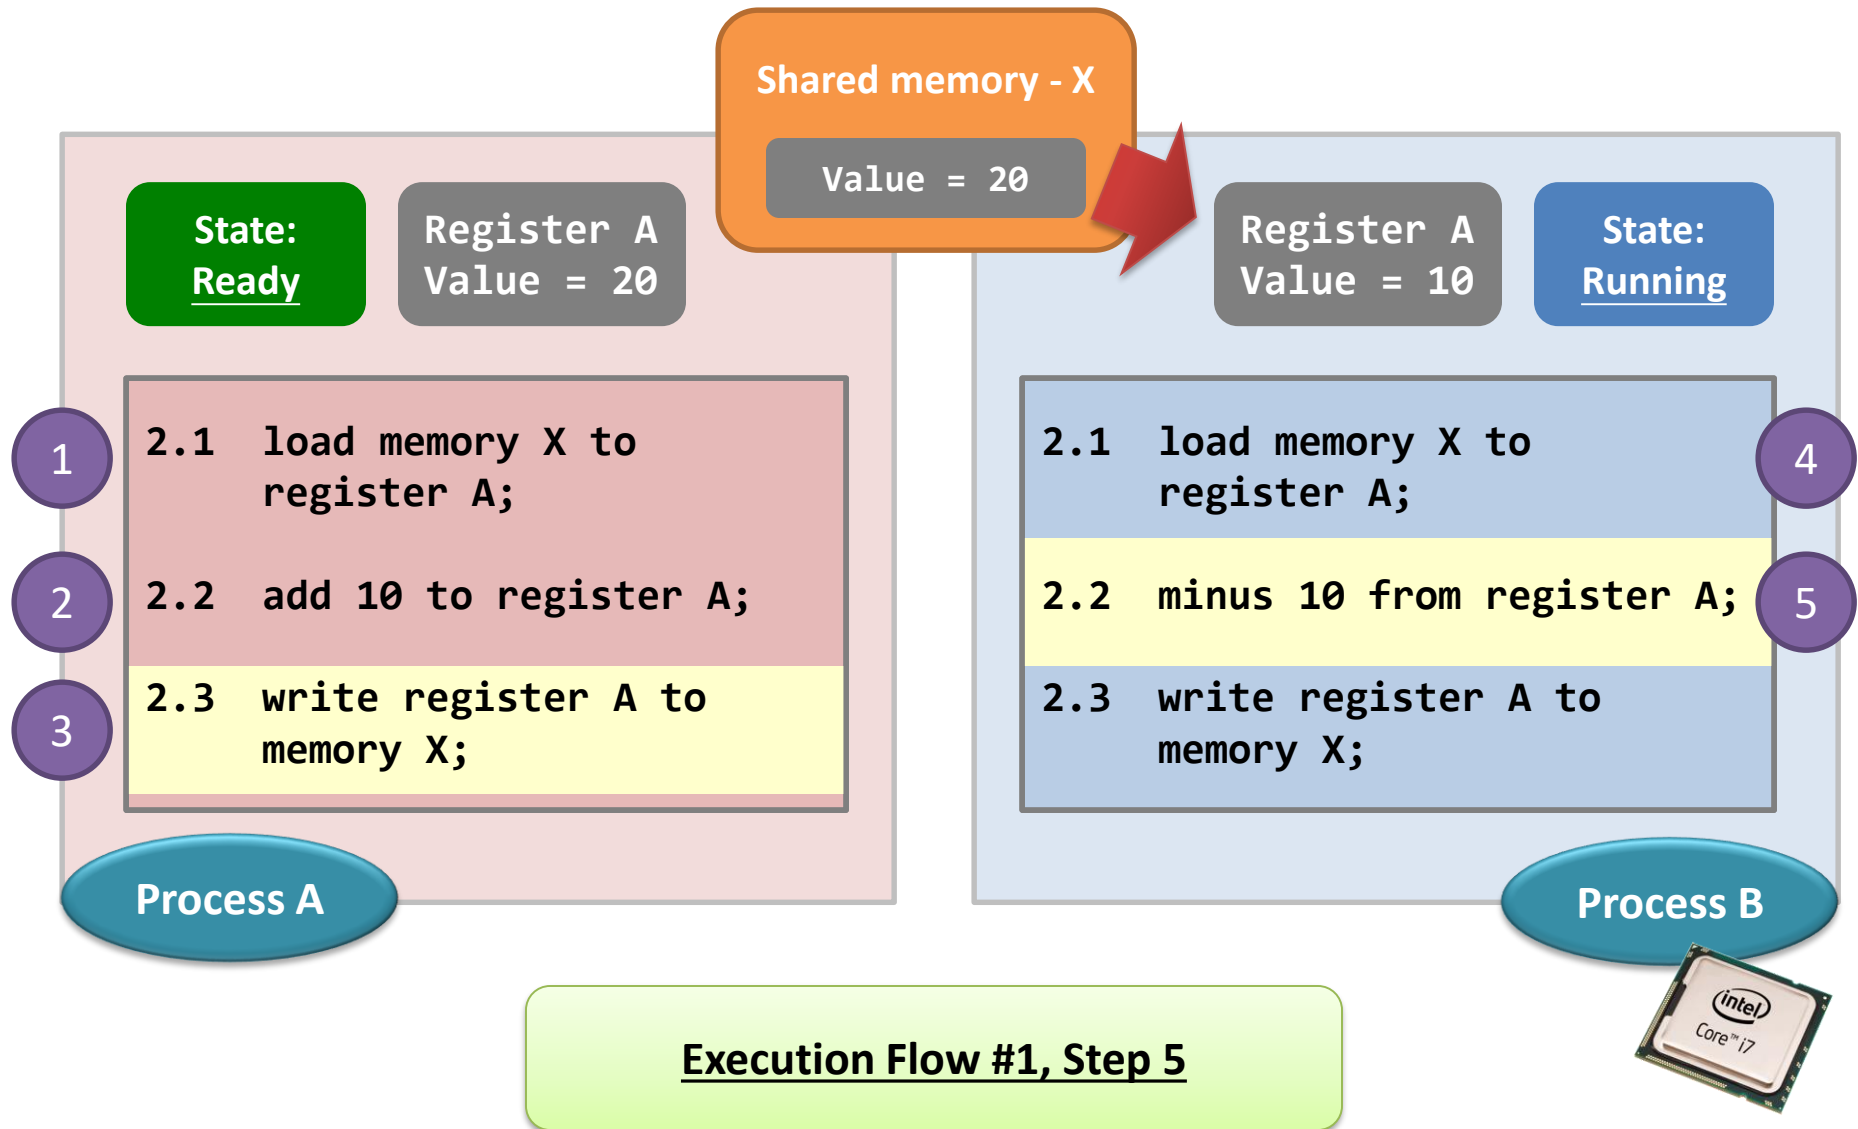 Shared memory - X
Value = 20
State:
Ready
Register A
Value = 20
Register A
Value = 10
State:
Running
1
2.1 load memory X to
register A;
2
2.2 add 10 to register A;
3
2.3 write register A to
memory X;
2.1 load memory X to
register A;
4
2.2 minus 10 from register A;
5
2.3 write register A to
memory X;
Process A
Process B
intel
Core™ i7
Execution Flow #1, Step 5